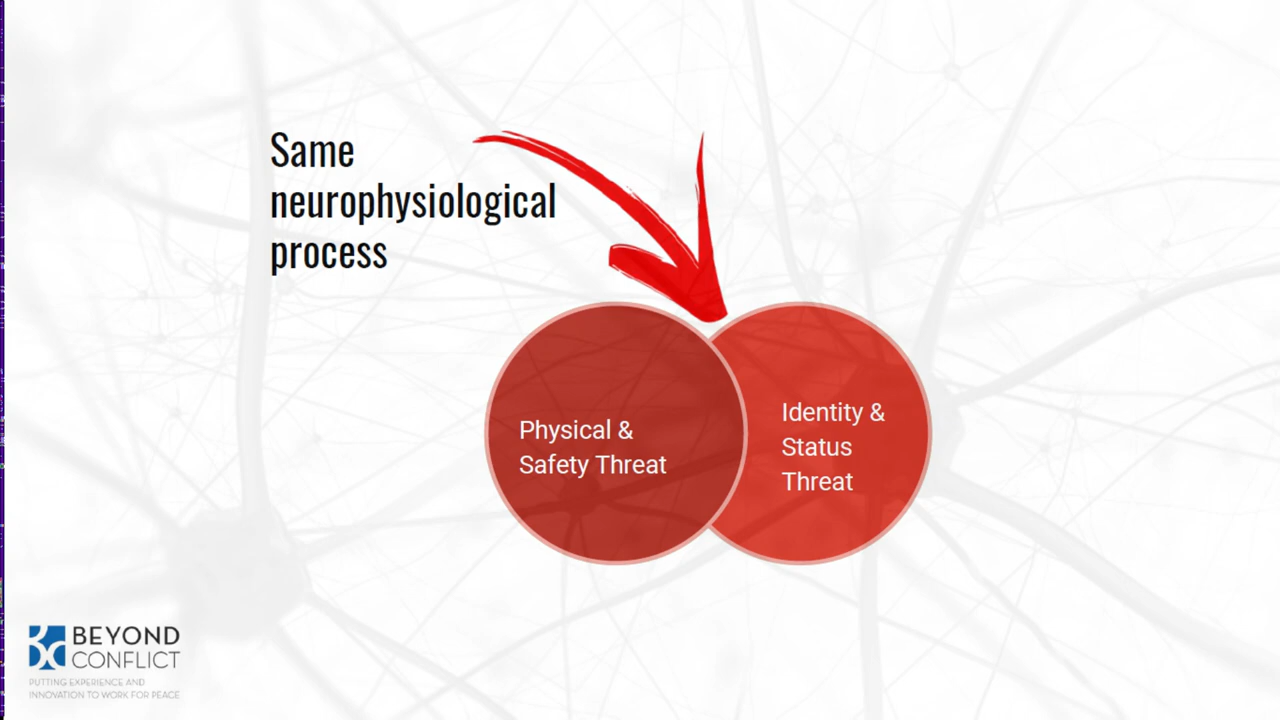 Same
neurophysiological
process
Physical &
Safety Threat
Identity &
Status
Threat
BEYOND
CONFLICT
PUTTING EXPERIENCE AND
INNOVATION TO WORK FOR PEACE